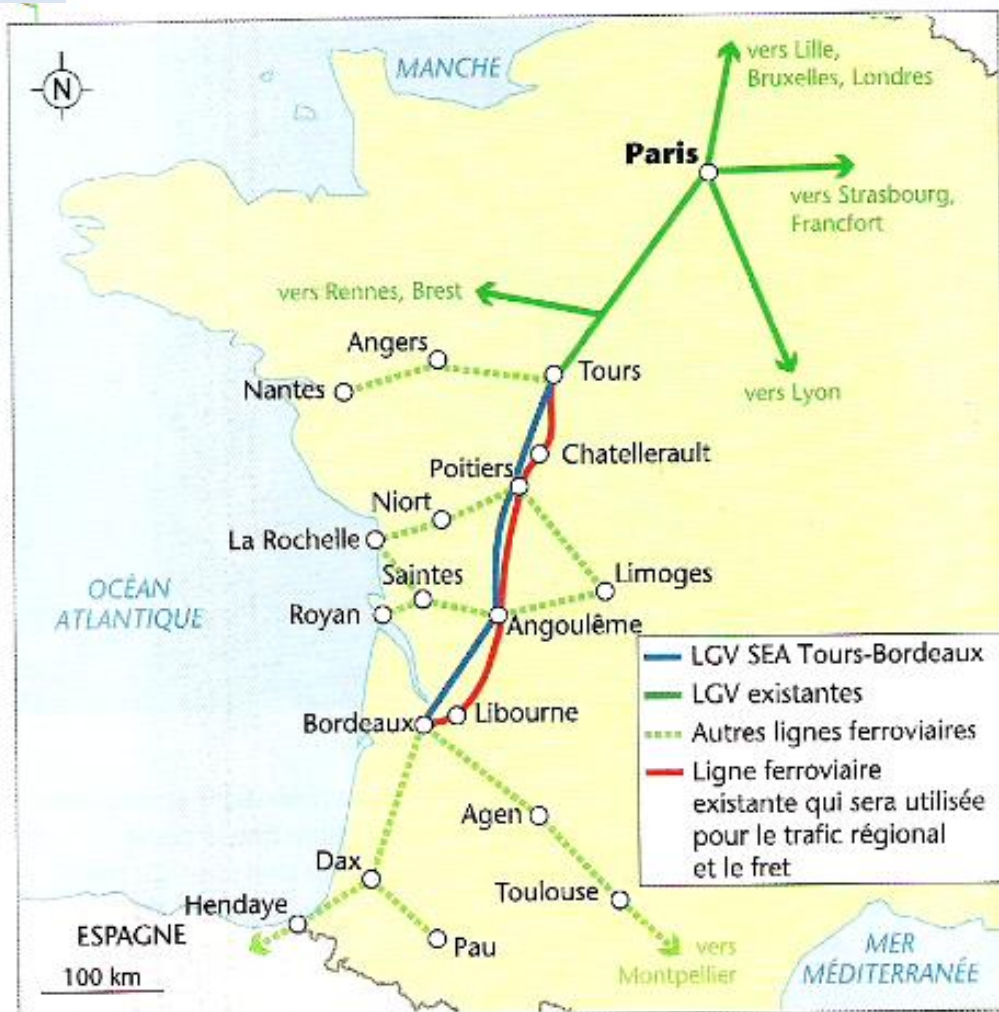 N
MANCHE
vers Lille,
Bruxelles, Londres
Paris
vers Strasbourg,
Francfort
vers Rennes, Brest
Angers
Tours
Nantes
vers Lyon
Chatellerault
Poitiers
Niort
La Rochelle
Saintes
Limoges
OCÉAN
ATLANTIQUE
Royan
Angoulême
LGV SEA Tours-Bordeaux
LGV existantes
Autres lignes ferroviaires
Ligne ferroviaire
existante qui sera utilisée
pour le trafic régional
et le fret
Libourne
Bordeaux
Agen
Dax
Toulouse
Hendaye
ESPAGNE
Pau
vers
Montpellier
MER
MÉDITERRANÉE
100 km